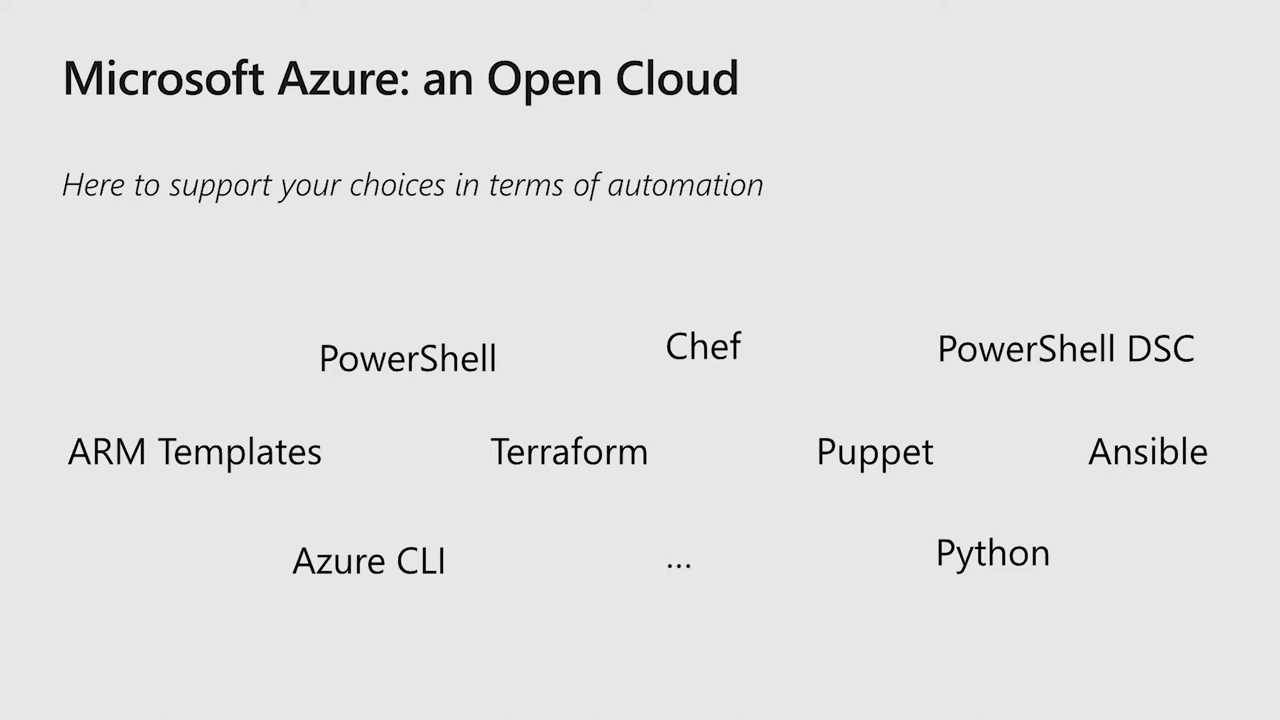 Microsoft Azure: an Open Cloud
Here to support your choices in terms of automation
PowerShell
Chef
PowerShell DSC
ARM Templates
Terraform
Puppet
Ansible
Azure CLI
...
Python